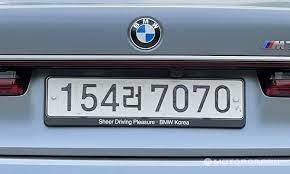 BMW
M
154러 7070
Sheer Driving Pleasure - BMW Korea